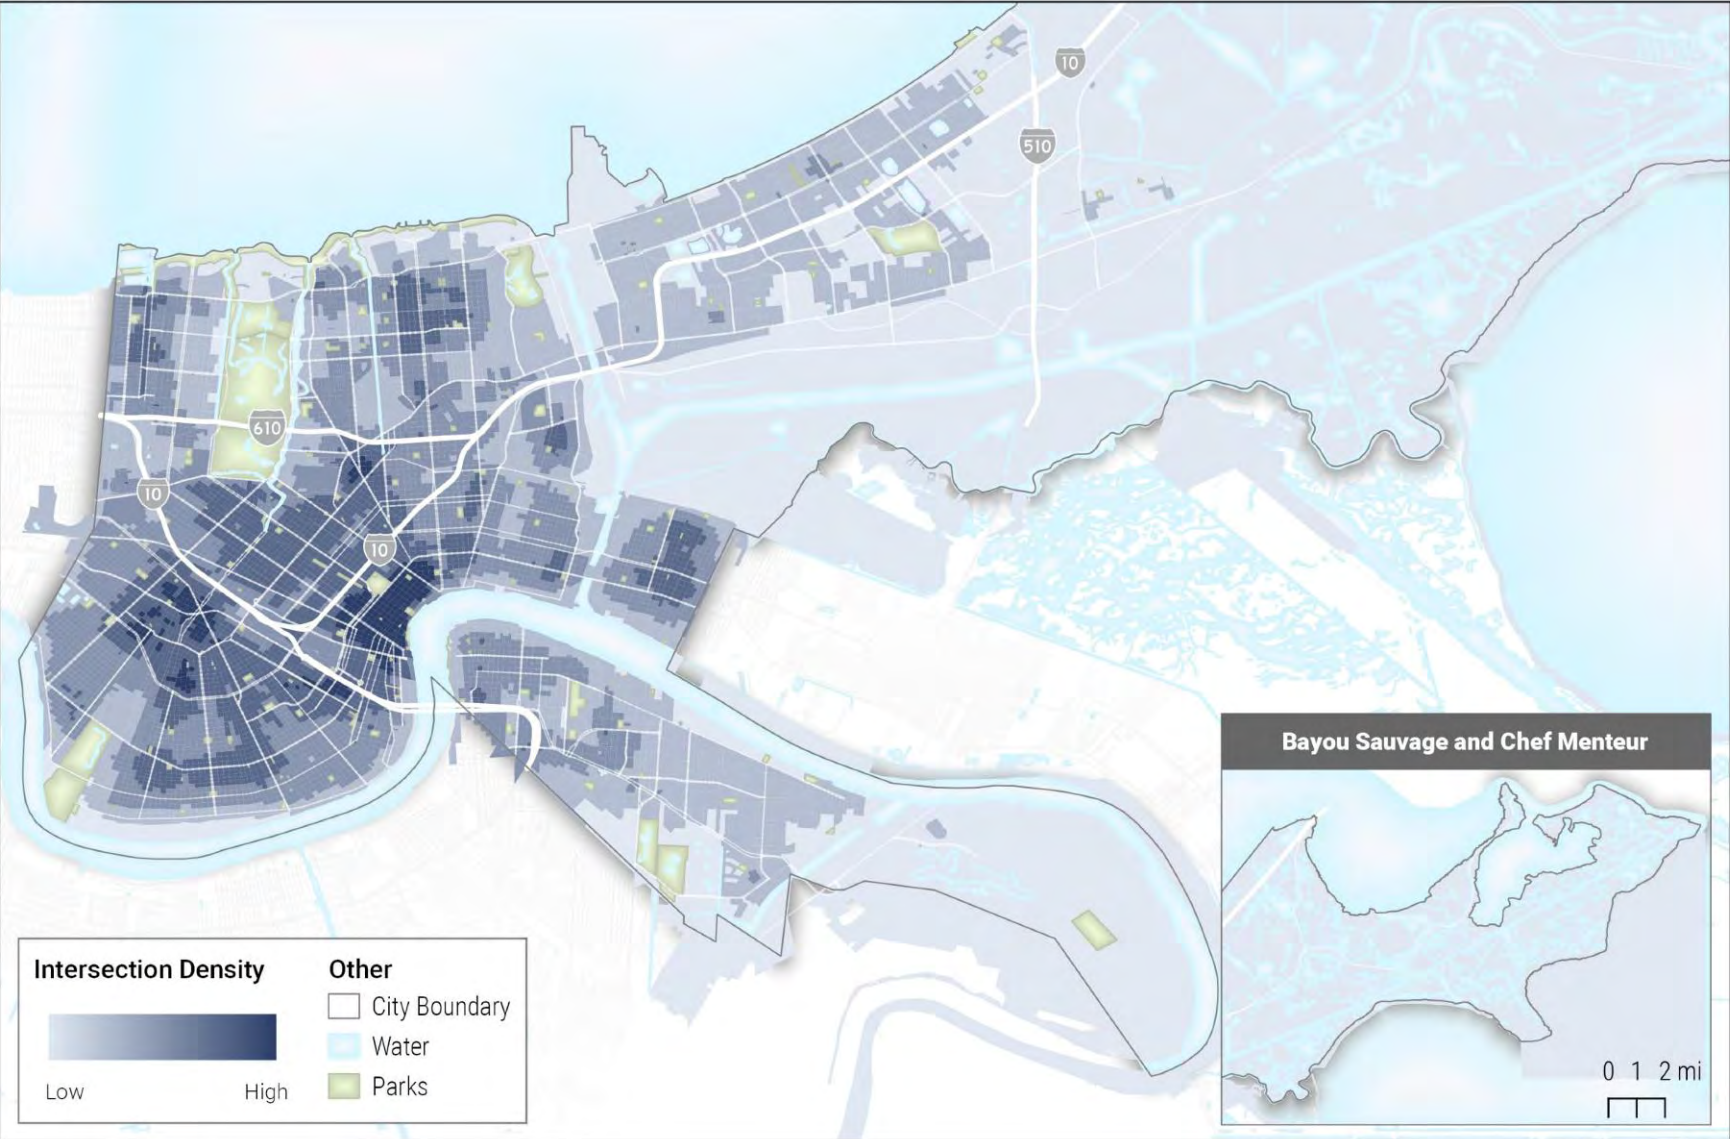 10
510
610
10
10
Bayou Sauvage and Chef Menteur
Intersection Density
Low High
Other
City Boundary
Water
Parks
0 1 2 mi